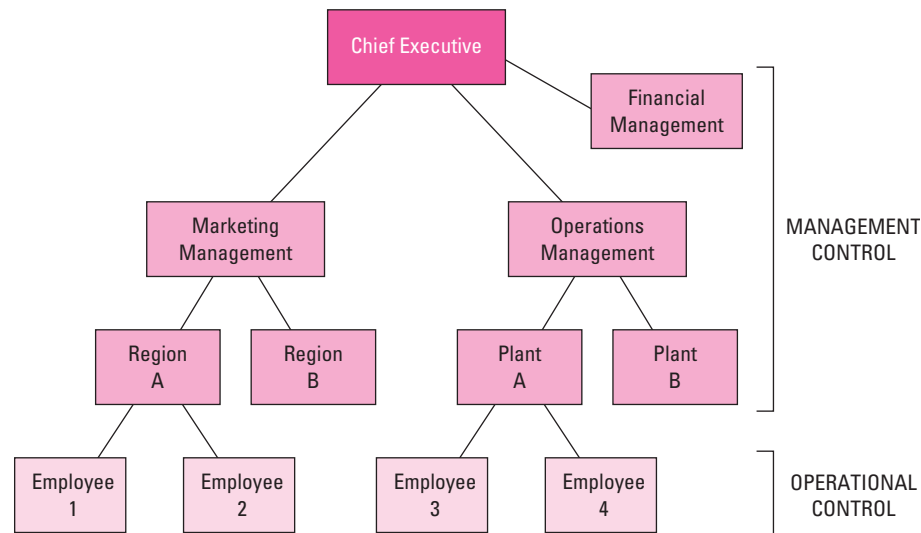 Chief Executive
Financial
Management
Marketing
Management
Operations
Management
MANAGEMENT
CONTROL
Region
A
Region
B
Plant
A
Plant
B
Employee
1
Employee
2
Employee
3
Employee
4
OPERATIONAL
CONTROL